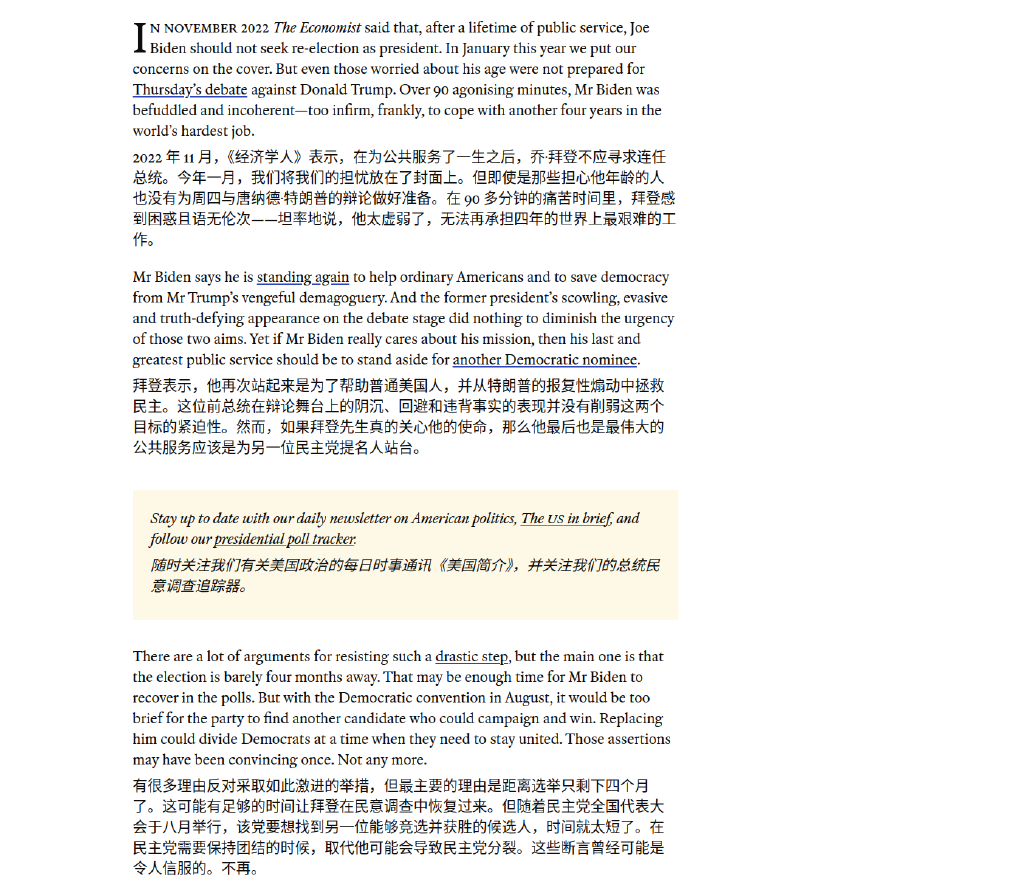 IN NOVEMBER 2022 The Economist said that, after a lifetime of public service, Joe
Biden should not seek re-election as president. In January this year we put our
concerns on the cover. But even those worried about his age were not prepared for
Thursday's debate against Donald Trump. Over 90 agonising minutes, Mr Biden was
befuddled and incoherent—too infirm, frankly, to cope with another four years in the
world's hardest job.
2022 年 11 月，《经济学人》表示，在为公共服务了一生之后，乔·拜登不应寻求连任
总统。今年一月，我们将我们的担忧放在了封面上。但即使是那些担心他年龄的人
也没有为周四与唐纳德·特朗普的辩论做好准备。在 90 多分钟的痛苦时间里，拜登感
到困惑且语无伦次——坦率地说，他太虚弱了，无法再承担四年的世界上最艰难的工
作。
Mr Biden says he is standing again to help ordinary Americans and to save democracy
from Mr Trump's vengeful demagoguery. And the former president's scowling, evasive
and truth-defying appearance on the debate stage did nothing to diminish the urgency
of those two aims. Yet if Mr Biden really cares about his mission, then his last and
greatest public service should be to stand aside for another Democratic nominee.
拜登表示，他再次站起来是为了帮助普通美国人，并从特朗普的报复性煽动中拯救
民主。这位前总统在辩论舞台上的阴沉、回避和违背事实的表现并没有削弱这两个
目标的紧迫性。然而，如果拜登先生真的关心他的使命，那么他最后也是最伟大的
公共服务应该是为另一位民主党提名人站台。
Stay up to date with our daily newsletter on American politics, The US in brief, and
follow our presidential poll tracker.
随时关注我们有关美国政治的每日时事通讯《美国简介》，并关注我们的总统民
意调查追踪器。
There are a lot of arguments for resisting such a drastic step, but the main one is that
the election is barely four months away. That may be enough time for Mr Biden to
recover in the polls. But with the Democratic convention in August, it would be too
brief for the party to find another candidate who could campaign and win. Replacing
him could divide Democrats at a time when they need to stay united. Those assertions
may have been convincing once. Not any more.
有很多理由反对采取如此激进的举措，但最主要的理由是距离选举只剩下四个月
了。这可能有足够的时间让拜登在民意调查中恢复过来。但随着民主党全国代表大
会于八月举行，该党要想找到另一位能够竞选并获胜的候选人，时间就太短了。在
民主党需要保持团结的时候，取代他可能会导致民主党分裂。这些断言曾经可能是
令人信服的。不再。